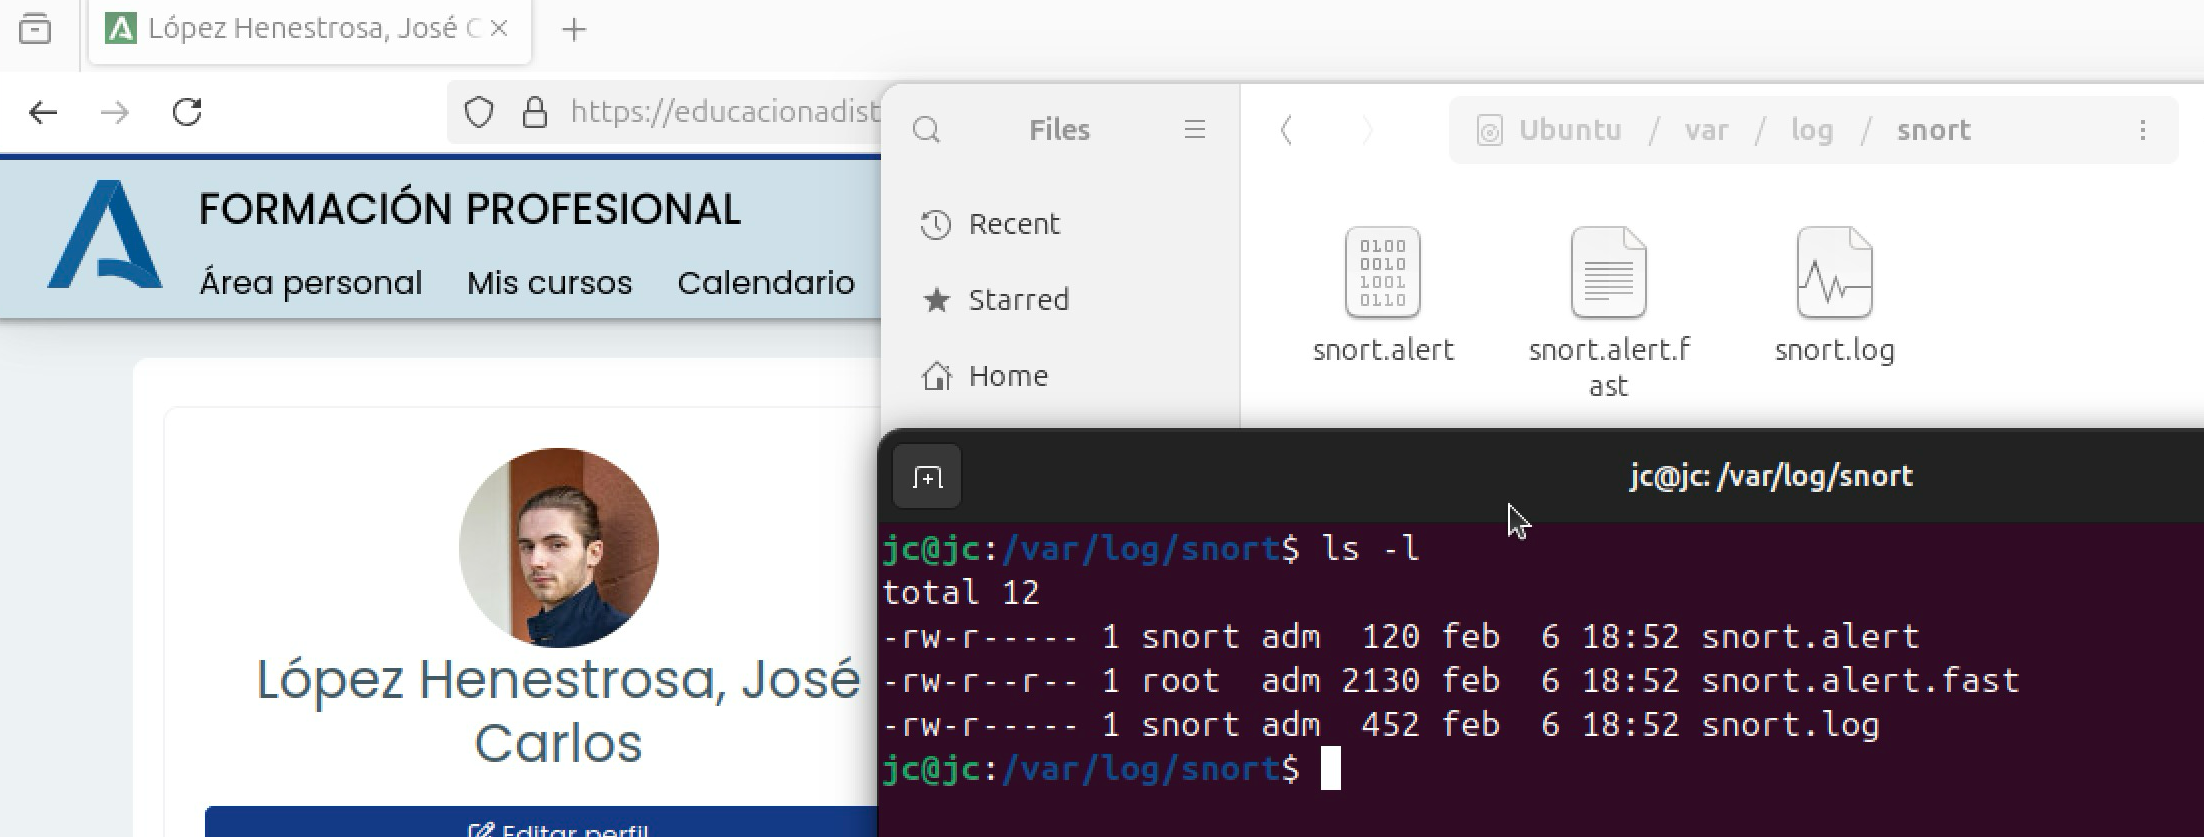 López Henestrosa, José C
https://educacionadist
FORMACIÓN PROFESIONAL
Área personal Mis cursos Calendario
López Henestrosa, José
Carlos
Editar perfil
Files
Ubuntu / var / log / snort
Recent
Starred
Home
0100
0010
1001
0110
snort.alert
snort.alert.f
ast
snort.log
jc@jc: /var/log/snort
jc@jc:/var/log/snort$ ls -l
total 12
-rw-r----- 1 snort adm  120 feb  6 18:52 snort.alert
-rw-r--r-- 1 root  adm 2130 feb  6 18:52 snort.alert.fast
-rw-r----- 1 snort adm  452 feb  6 18:52 snort.log
jc@jc:/var/log/snort$